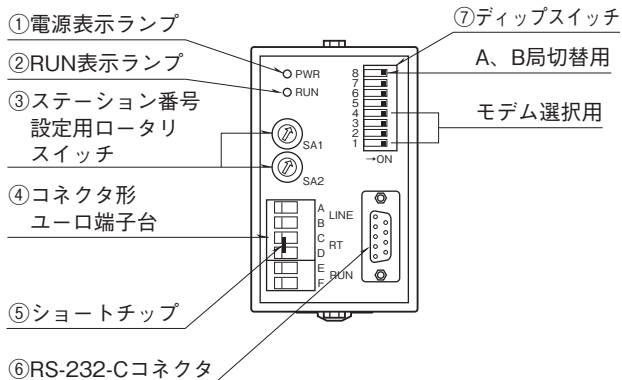 ①電源表示ランプ
②RUN表示ランプ
③ステーション番号
設定用ロータリ
スイッチ
④コネクタ形
ユーロ端子台
⑤ショートチップ
⑥RS-232-Cコネクタ
PWR
RUN
SA1
SA2
A
B
C
D
E
F
LINE
RT
RUN
8
7
6
5
4
3
2
1
→ON
⑦ディップスイッチ
A、B局切替用
モデム選択用